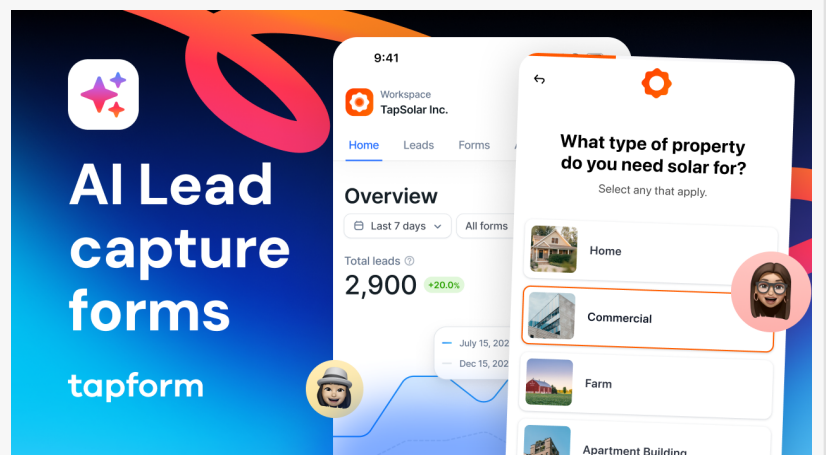 AI Lead
capture
forms
tapform
9:41
Workspace
TapSolar Inc.
Home Leads Forms
Overview
Last 7 days All forms
Total leads
2,900 +20.0%
July 15, 202
Dec 15, 202
What type of property
do you need solar for?
Select any that apply.
Home
Commercial
Farm
Apartment Building